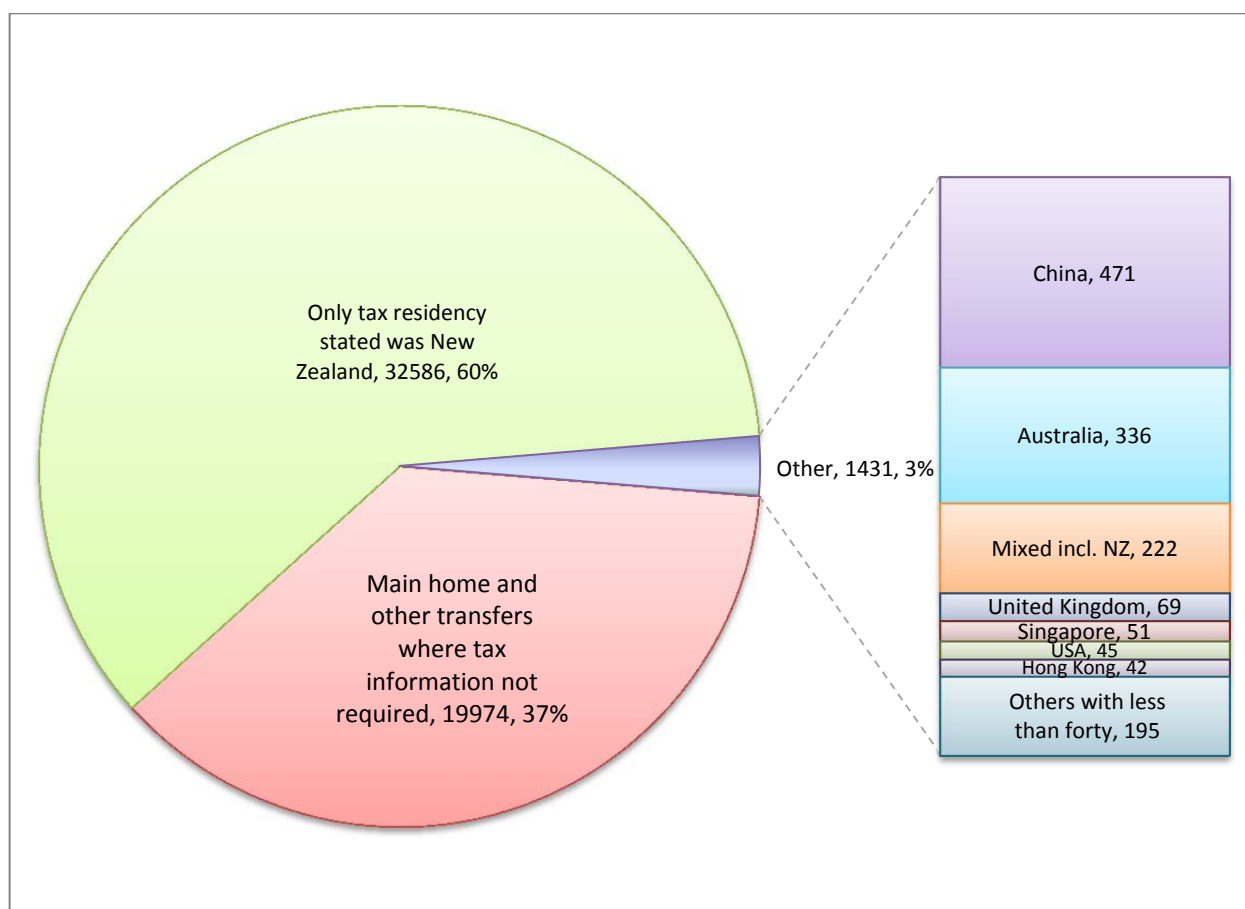 Only tax residency
stated was New
Zealand, 32586, 60%
Main home and
other transfers
where tax
information not
required, 19974, 37%
Other, 1431, 3%
China, 471
Australia, 336
Mixed incl. NZ, 222
United Kingdom, 69
Singapore, 51
USA, 45
Hong Kong, 42
Others with less
than forty, 195